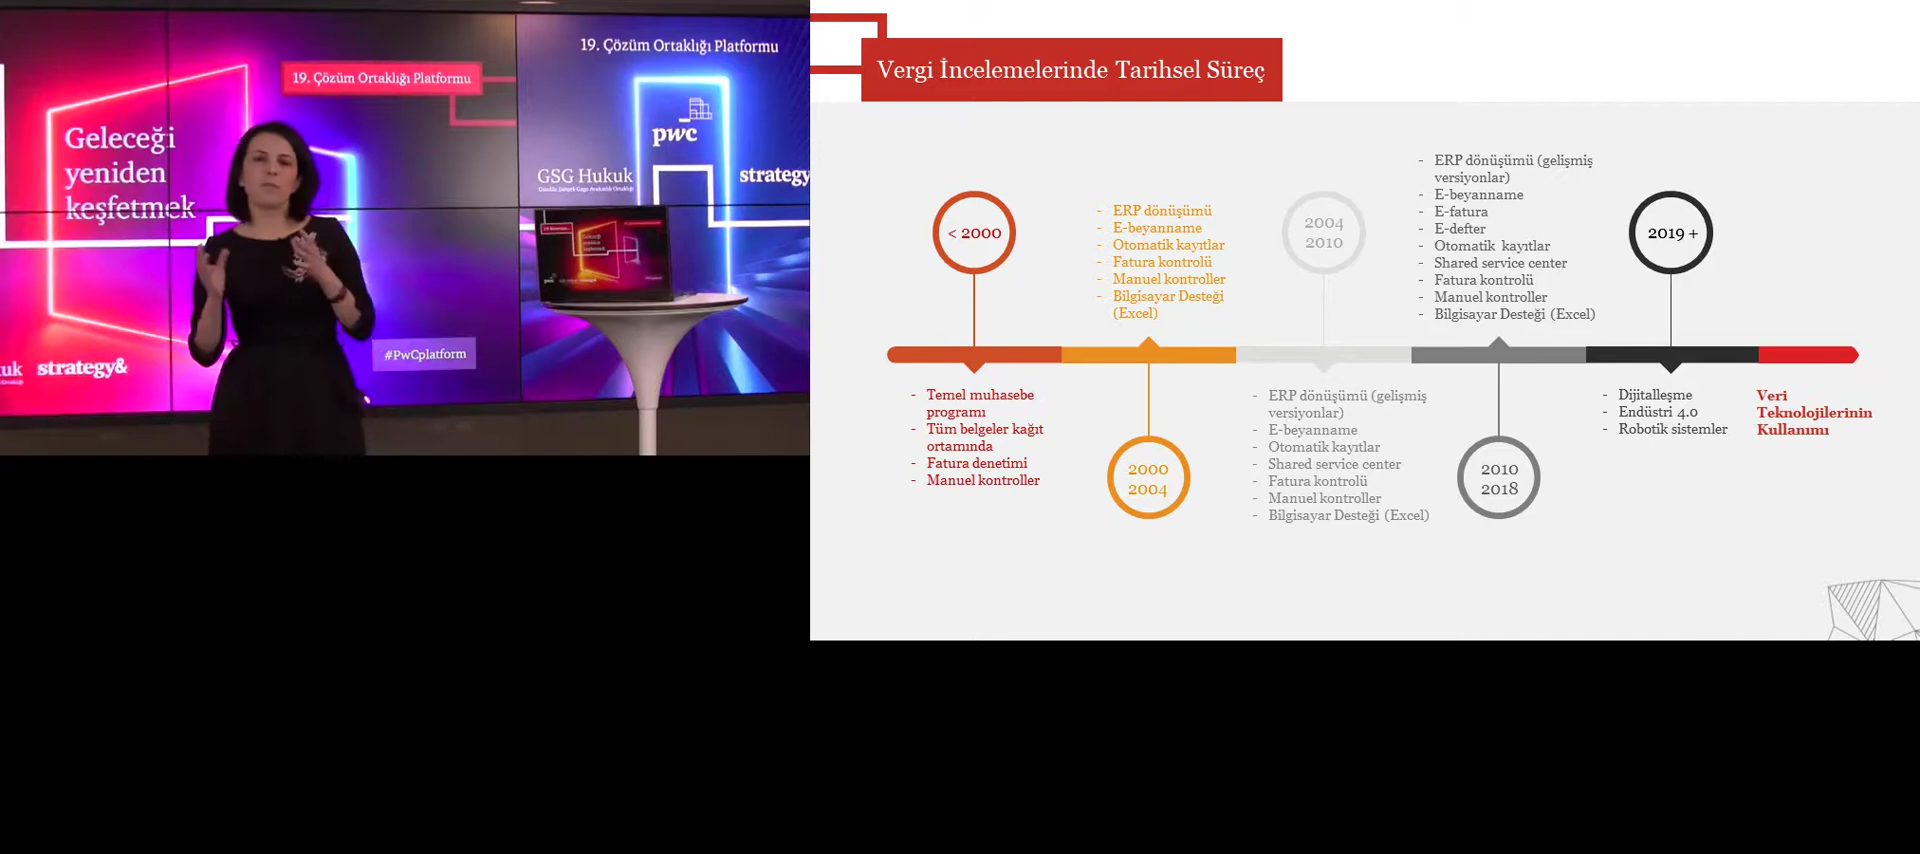 19. Çözüm Ortaklığı Platformu
19. Çözüm Ortaklığı Platformu
Geleceği
yeniden
keşfetmek
pwc
GSG Hukuk
strategy
#PwCplatform
uk
strategy&
Geleceği
yeniden
keşfetmek
Vergi İncelemelerinde Tarihsel Süreç
< 2000
- Temel muhasebe
programı
- Tüm belgeler kağıt
ortamında
- Fatura denetimi
- Manuel kontroller
- ERP dönüşümü
- E-beyanname
- Otomatik kayıtlar
- Fatura kontrolü
- Manuel kontroller
- Bilgisayar Desteği
(Excel)
2000
2004
2004
2010
- ERP dönüşümü (gelişmiş
versiyonlar)
- E-beyanname
- Otomatik kayıtlar
- Shared service center
- Fatura kontrolü
- Manuel kontroller
- Bilgisayar Desteği (Excel)
- ERP dönüşümü (gelişmiş
versiyonlar)
- E-beyanname
- E-fatura
- E-defter
- Otomatik kayıtlar
- Shared service center
- Fatura kontrolü
- Manuel kontroller
- Bilgisayar Desteği (Excel)
2010
2018
2019 +
- Dijitalleşme
- Endüstri 4.0
- Robotik sistemler
Veri
Teknolojilerinin
Kullanımı